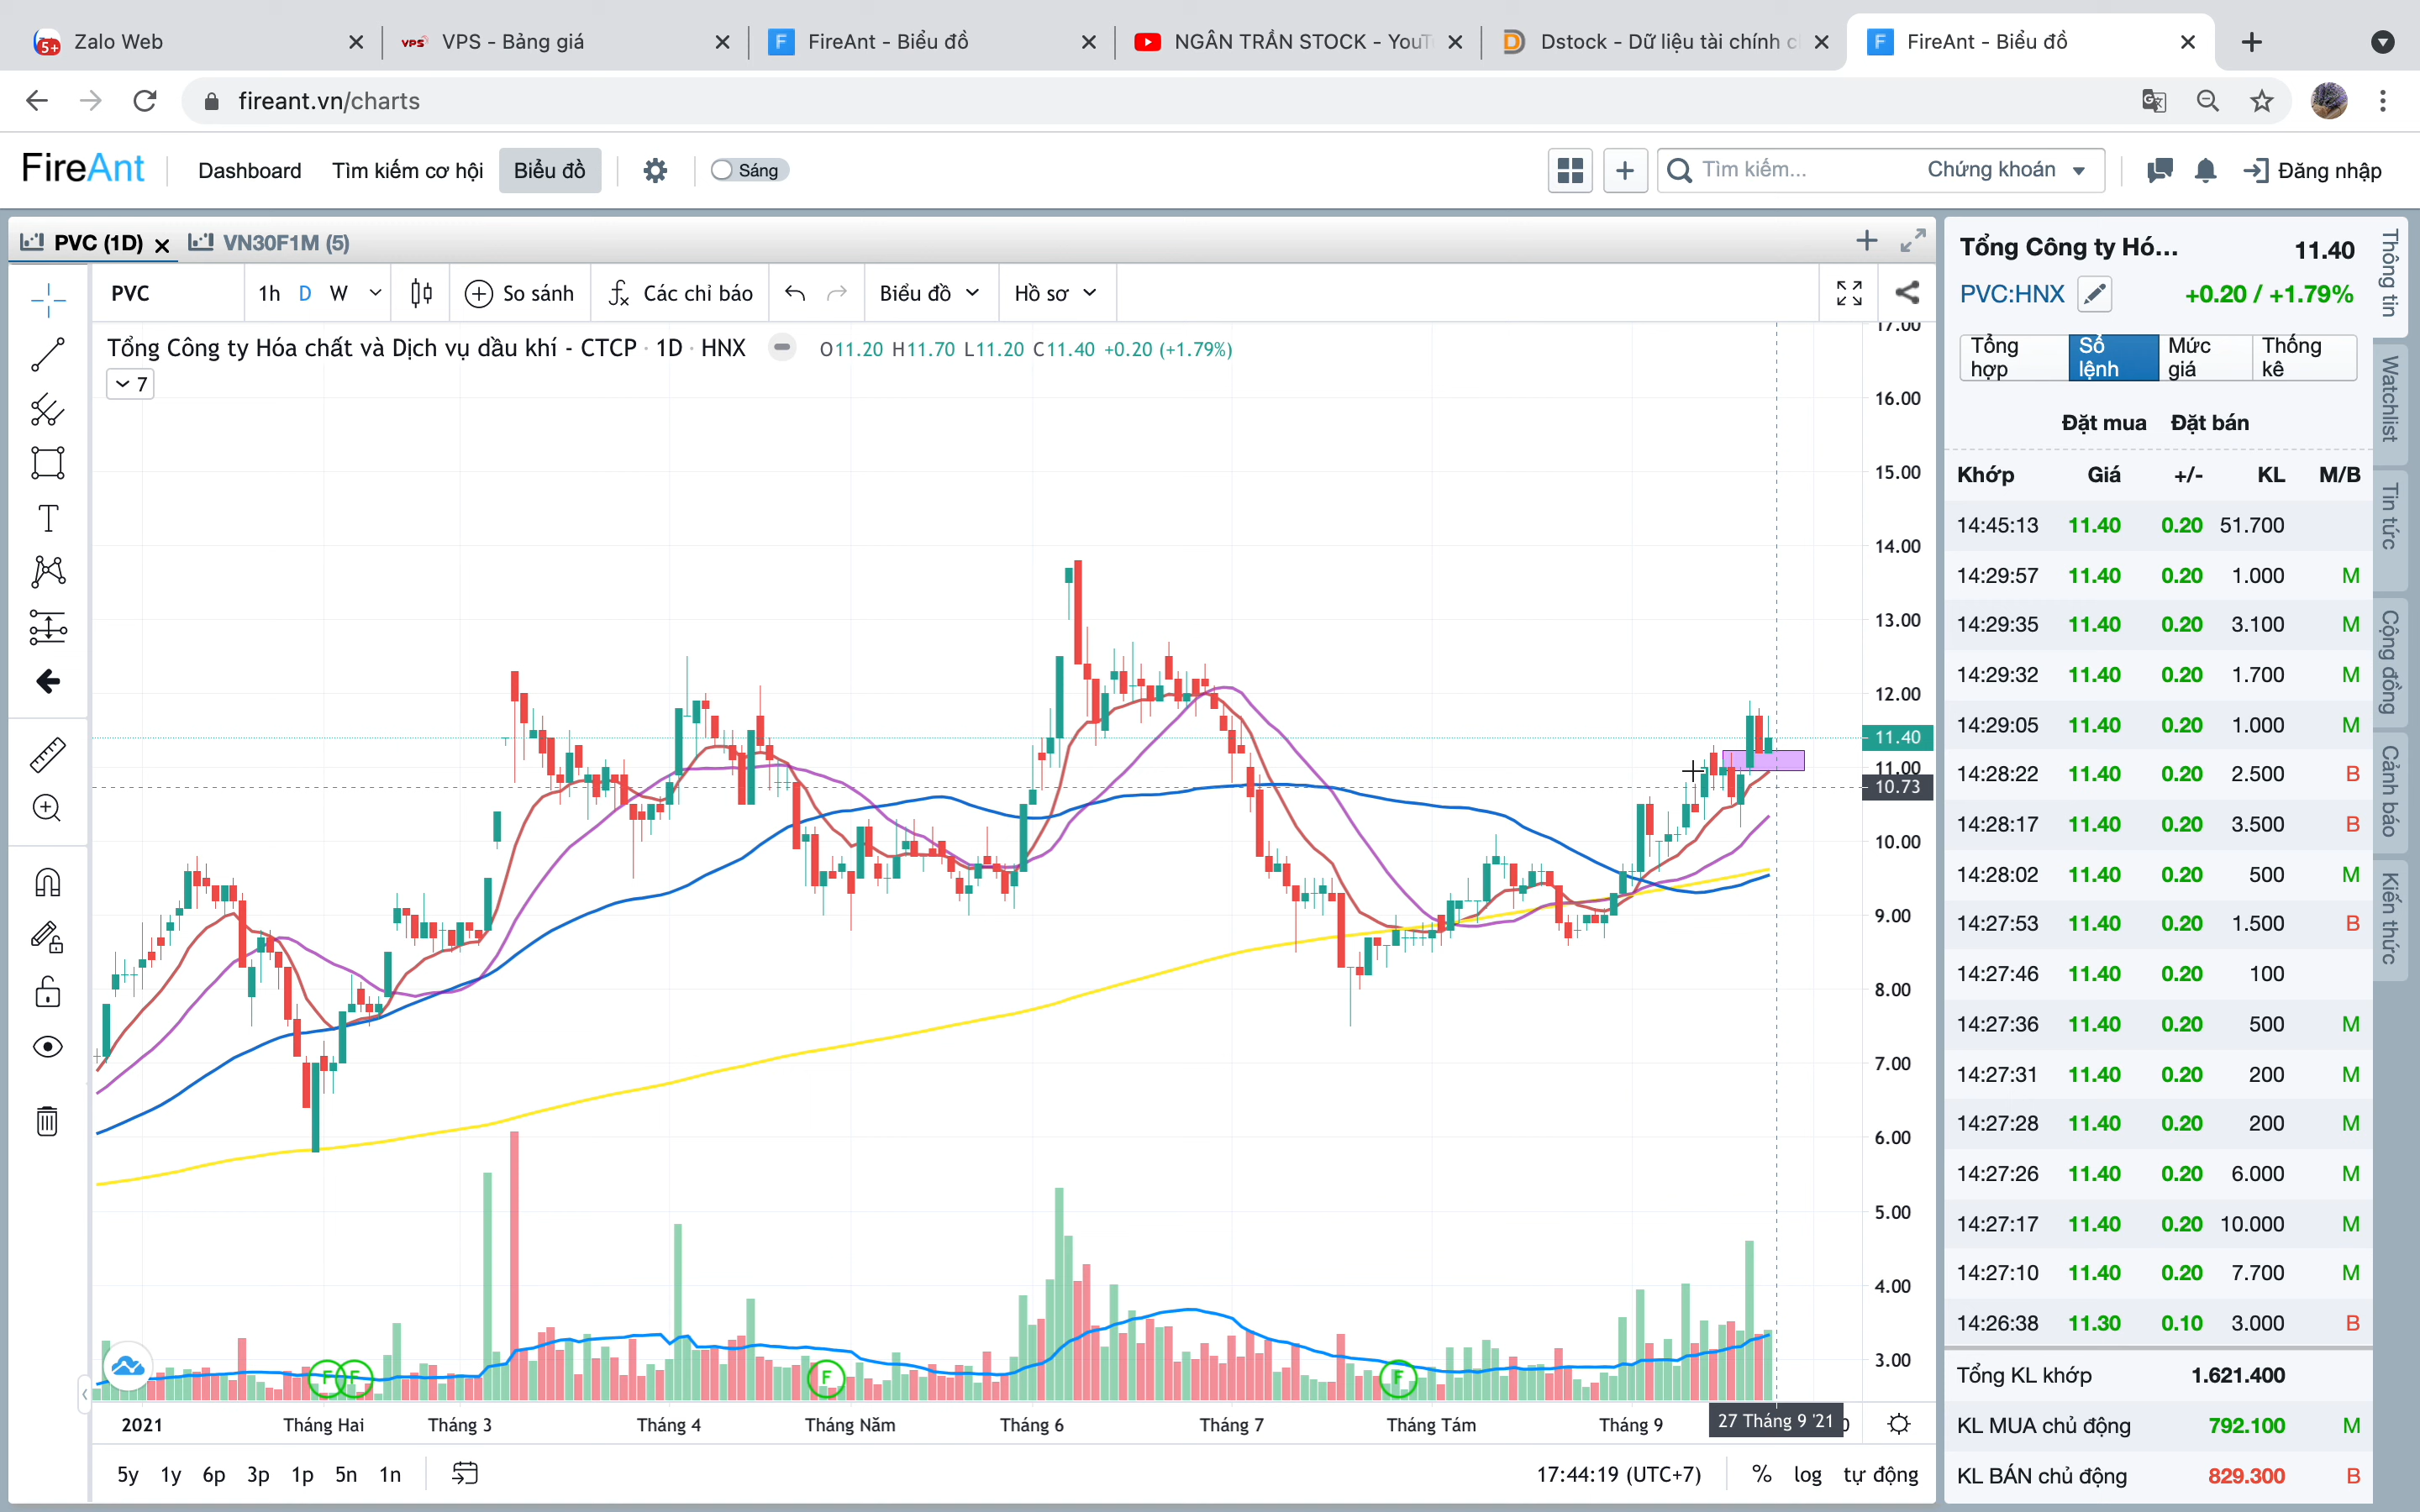 Zalo Web
VPS - Bảng giá
FireAnt - Biểu đồ
NGÂN TRẦN STOCK - YouT
Dstock - Dữ liệu tài chính c
FireAnt - Biểu đồ
fireant.vn/charts
FireAnt Dashboard Tìm kiếm cơ hội Biểu đồ Sáng Tìm kiếm... Chứng khoán Đăng nhập
PVC (1D) VN30F1M (5)
PVC 1h D W So sánh Các chỉ báo Biểu đồ Hồ sơ
Tổng Công ty Hóa chất và Dịch vụ dầu khí - CTCP · 1D · HNX O11.20 H11.70 L11.20 C11.40 +0.20 (+1.79%)
7
17.00
16.00
15.00
14.00
13.00
12.00
11.40
11.00
10.73
10.00
9.00
8.00
7.00
6.00
5.00
4.00
3.00
F F F F
2021 Tháng Hai Tháng 3 Tháng 4 Tháng Năm Tháng 6 Tháng 7 Tháng Tám Tháng 9 27 Tháng 9 '21
5y 1y 6p 3p 1p 5n 1n 17:44:19 (UTC+7) % log tự động
Tổng Công ty Hó... 11.40
PVC:HNX +0.20 / +1.79%
Tổng hợp Sổ lệnh Mức giá Thống kê
Đặt mua Đặt bán
Khớp Giá +/- KL M/B
14:45:13 11.40 0.20 51.700
14:29:57 11.40 0.20 1.000 M
14:29:35 11.40 0.20 3.100 M
14:29:32 11.40 0.20 1.700 M
14:29:05 11.40 0.20 1.000 M
14:28:22 11.40 0.20 2.500 B
14:28:17 11.40 0.20 3.500 B
14:28:02 11.40 0.20 500 M
14:27:53 11.40 0.20 1.500 B
14:27:46 11.40 0.20 100
14:27:36 11.40 0.20 500 M
14:27:31 11.40 0.20 200 M
14:27:28 11.40 0.20 200 M
14:27:26 11.40 0.20 6.000 M
14:27:17 11.40 0.20 10.000 M
14:27:10 11.40 0.20 7.700 M
14:26:38 11.30 0.10 3.000 B
Tổng KL khớp 1.621.400
KL MUA chủ động 792.100 M
KL BÁN chủ động 829.300 B
Thông tin
Watchlist
Tin tức
Cộng đồng
Cảnh báo
Kiến thức